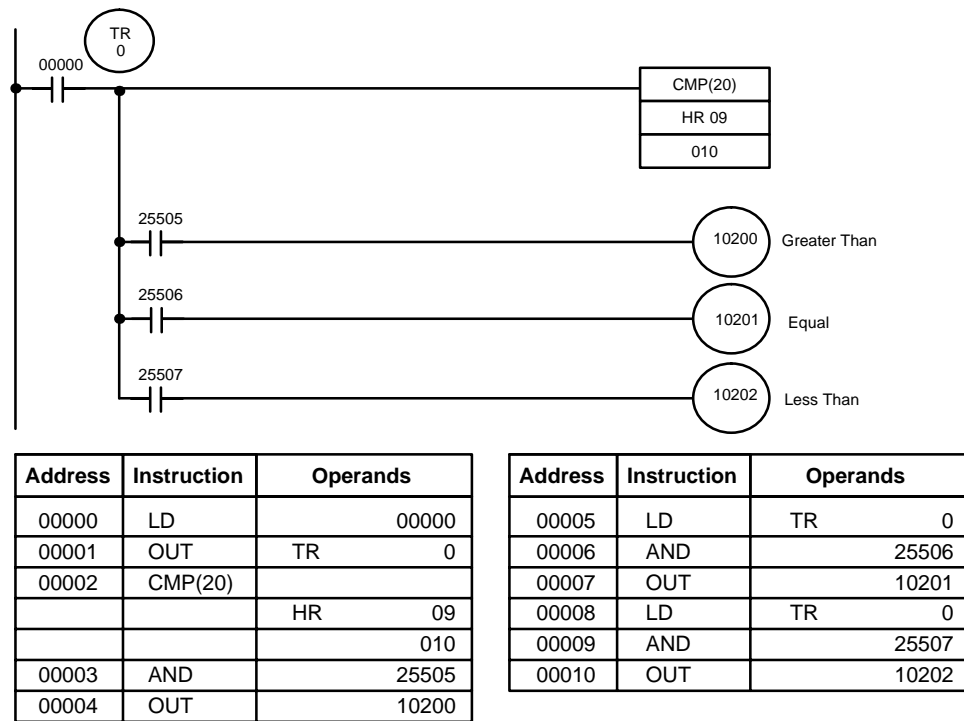 TR
0
00000
CMP(20)
HR 09
010
25505
10200 Greater Than
25506
10201 Equal
25507
10202 Less Than
Address Instruction Operands
00000 LD 00000
00001 OUT TR 0
00002 CMP(20)
HR 09
010
00003 AND 25505
00004 OUT 10200
Address Instruction Operands
00005 LD TR 0
00006 AND 25506
00007 OUT 10201
00008 LD TR 0
00009 AND 25507
00010 OUT 10202